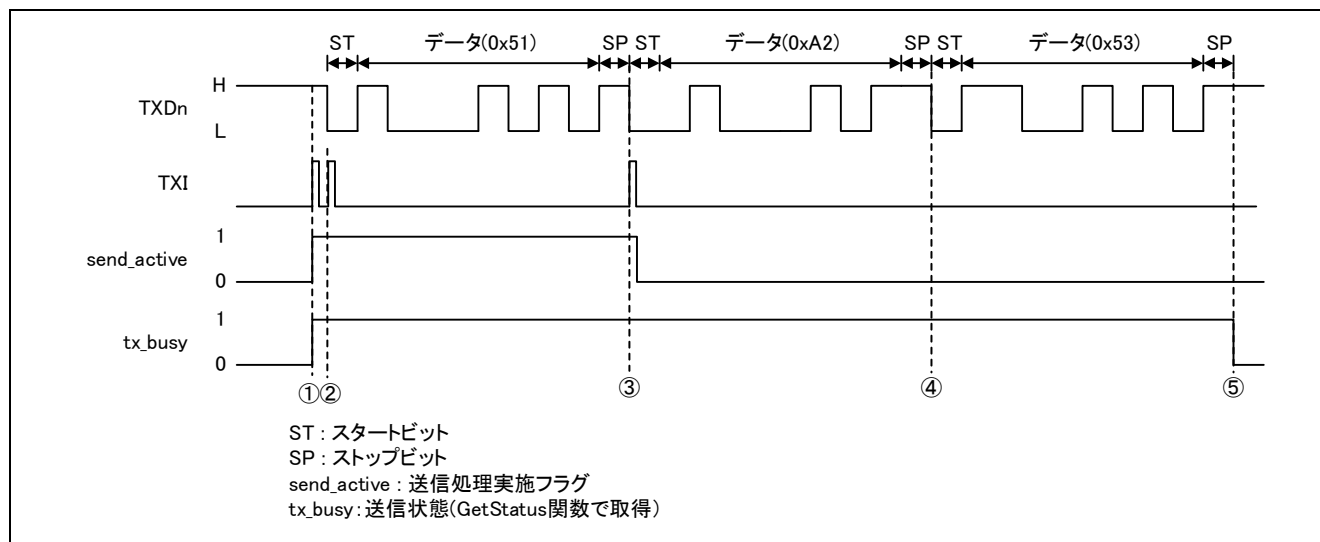 ST データ(0x51) SP ST データ(0xA2) SP ST データ(0x53) SP
H
TXDn
L
TXI
1
send_active
0
1
tx_busy
0
① ② ③ ④ ⑤
ST : スタートビット
SP : ストップビット
send_active : 送信処理実施フラグ
tx_busy : 送信状態(GetStatus関数で取得)